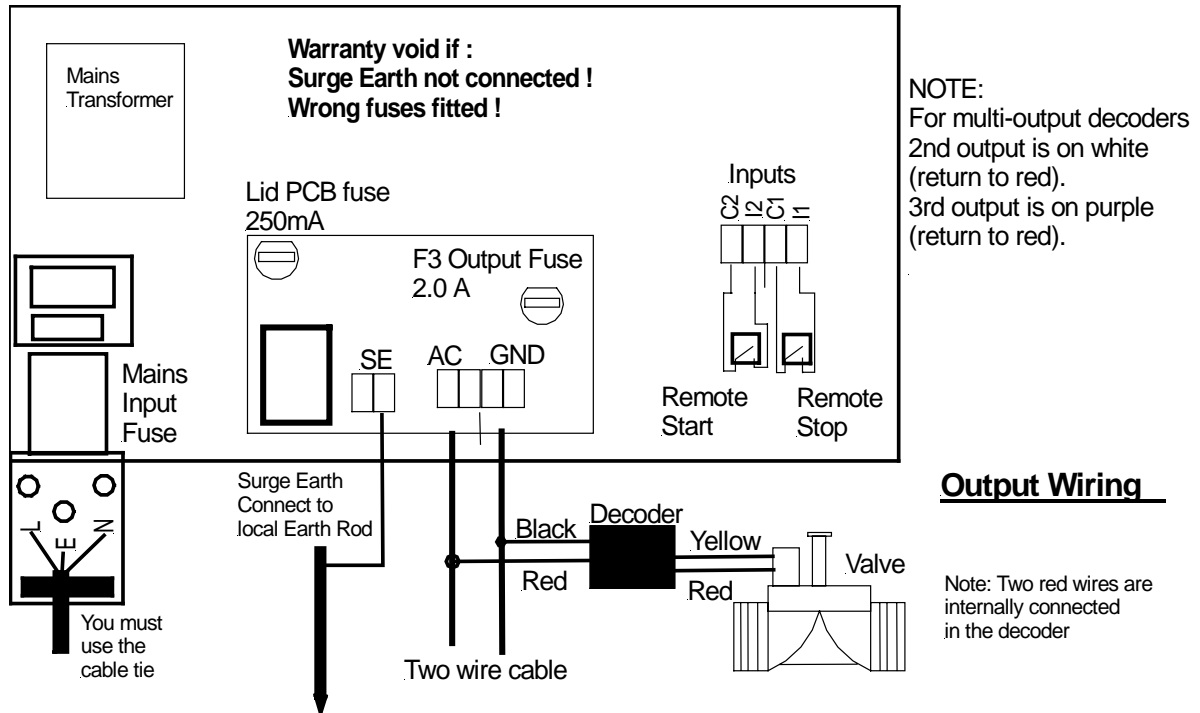 Mains
Transformer
Warranty void if :
Surge Earth not connected !
Wrong fuses fitted !
NOTE:
For multi-output decoders
2nd output is on white
(return to red).
3rd output is on purple
(return to red).
Lid PCB fuse
250mA
F3 Output Fuse
2.0 A
SE
AC
GND
Inputs
C2
I2
C1
I1
Remote
Start
Remote
Stop
Mains
Input
Fuse
L
E
N
You must
use the
cable tie
Surge Earth
Connect to
local Earth Rod
Black
Red
Decoder
Yellow
Red
Valve
Two wire cable
Output Wiring
Note: Two red wires are
internally connected
in the decoder